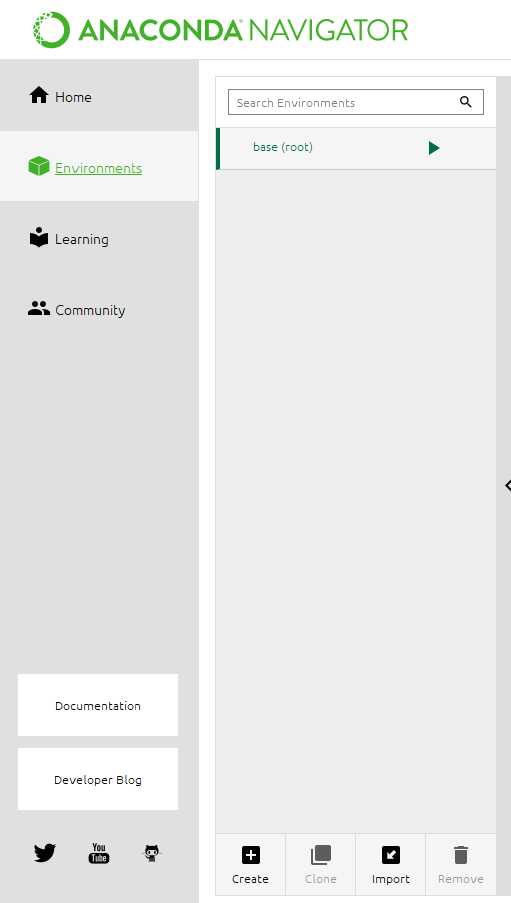 ANACONDA NAVIGATOR
Home
Environments
Learning
Community
Documentation
Developer Blog
You
Tube
Search Environments
base (root)
Create
Clone
Import
Remove